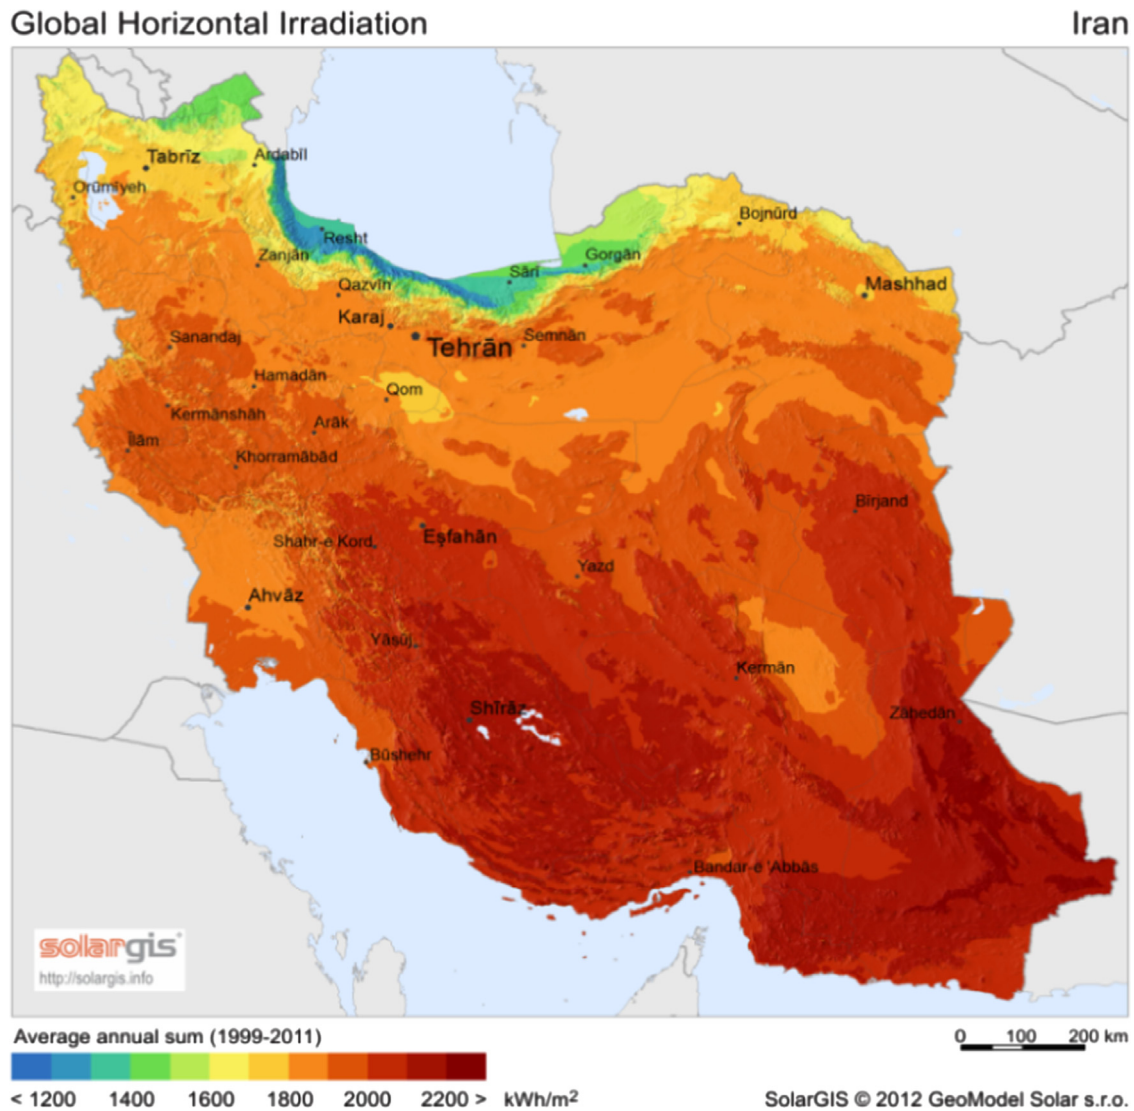 Global Horizontal Irradiation
Iran
Tabrīz
Ardabīl
Orūmīyeh
Resht
Bojnūrd
Zanjān
Gorgān
Sārī
Qazvīn
Mashhad
Karaj
Tehrān
Semnān
Sanandaj
Hamadān
Qom
Kermānshāh
Arāk
Īlām
Khorramābād
Bīrjand
Shahr-e Kord
Eşfahān
Yazd
Ahvāz
Yāsūj
Kermān
Shīrāz
Zāhedān
Būshehr
Bandar-e 'Abbās
solargis
http://solargis.info
Average annual sum (1999-2011)
0 100 200 km
< 1200 1400 1600 1800 2000 2200 > kWh/m²
SolarGIS © 2012 GeoModel Solar s.r.o.